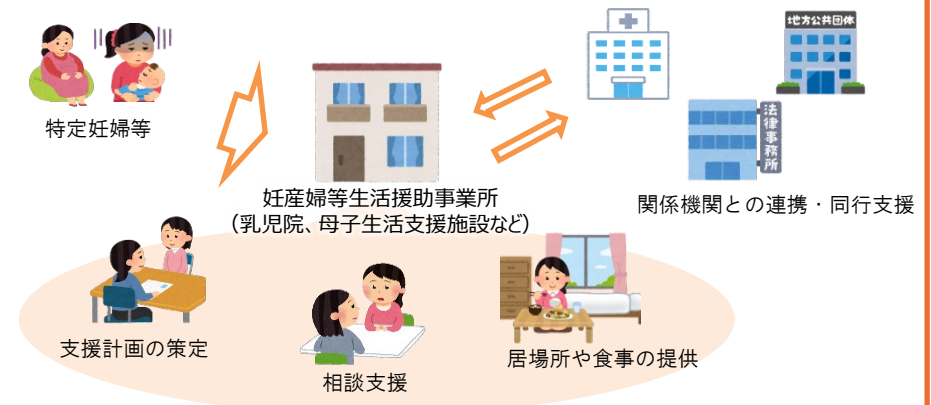 特定妊婦等
地方公共団体
法律事務所
妊産婦等生活援助事業所
（乳児院、母子生活支援施設など）
関係機関との連携・同行支援
支援計画の策定
相談支援
居場所や食事の提供